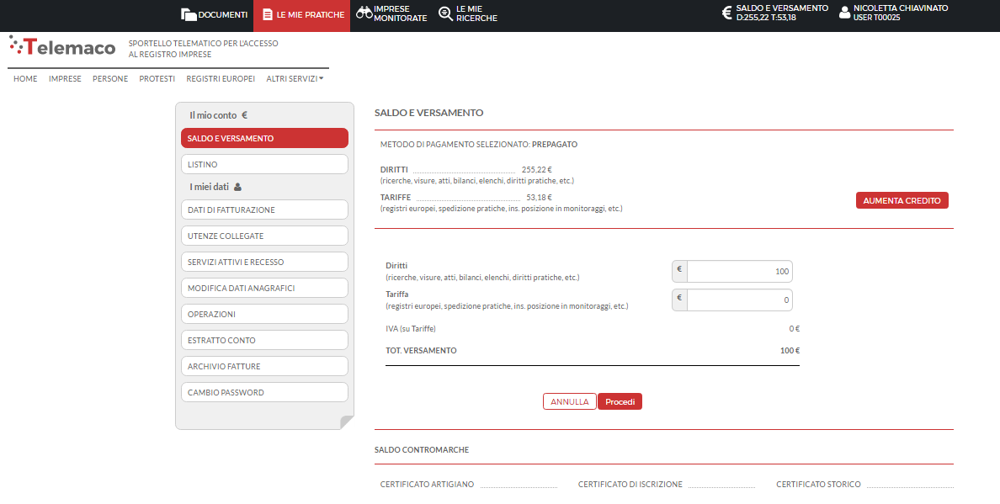 DOCUMENTI
LE MIE PRATICHE
IMPRESE
MONITORATE
LE MIE
RICERCHE
€ SALDO E VERSAMENTO
D:255,22 T:53,18
NICOLETTA CHIAVINATO
USER T00025
Telemaco
SPORTELLO TELEMATICO PER L'ACCESSO
AL REGISTRO IMPRESE
HOME IMPRESE PERSONE PROTESTI REGISTRI EUROPEI ALTRI SERVIZI
Il mio conto €
SALDO E VERSAMENTO
LISTINO
I miei dati
DATI DI FATTURAZIONE
UTENZE COLLEGATE
SERVIZI ATTIVI E RECESSO
MODIFICA DATI ANAGRAFICI
OPERAZIONI
ESTRATTO CONTO
ARCHIVIO FATTURE
CAMBIO PASSWORD
SALDO E VERSAMENTO
METODO DI PAGAMENTO SELEZIONATO: PREPAGATO
DIRITTI 255,22 €
(ricerche, visure, atti, bilanci, elenchi, diritti pratiche, etc.)
TARIFFE 53,18 €
(registri europei, spedizione pratiche, ins. posizione in monitoraggi, etc.)
AUMENTA CREDITO
Diritti
(ricerche, visure, atti, bilanci, elenchi, diritti pratiche, etc.)
€ 100
Tariffa
(registri europei, spedizione pratiche, ins. posizione in monitoraggi, etc.)
€ 0
IVA (su Tariffe) 0 €
TOT. VERSAMENTO 100 €
ANNULLA Procedi
SALDO CONTROMARCHE
CERTIFICATO ARTIGIANO CERTIFICATO DI ISCRIZIONE CERTIFICATO STORICO